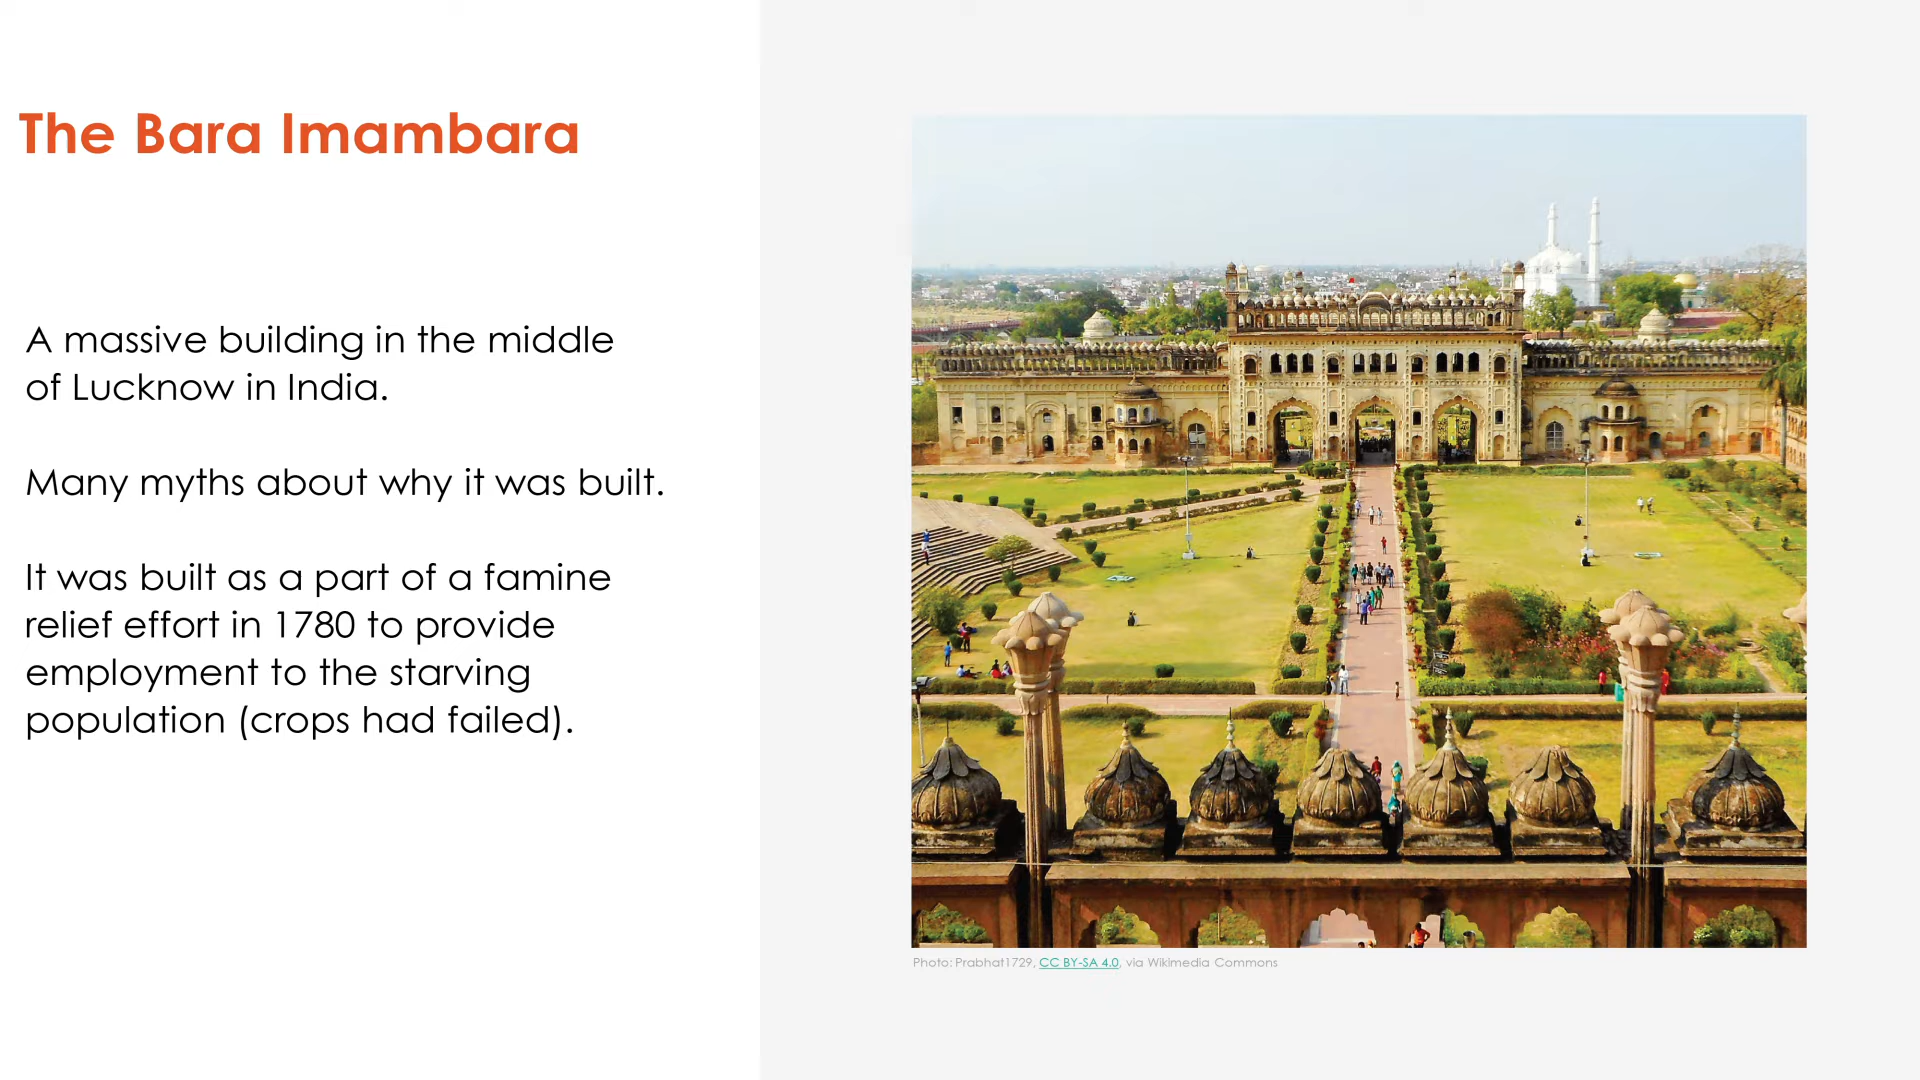 The Bara Imambara
A massive building in the middle
of Lucknow in India.
Many myths about why it was built.
It was built as a part of a famine
relief effort in 1780 to provide
employment to the starving
population (crops had failed).
Photo: Prabhat1729, CC BY-SA 4.0, via Wikimedia Commons